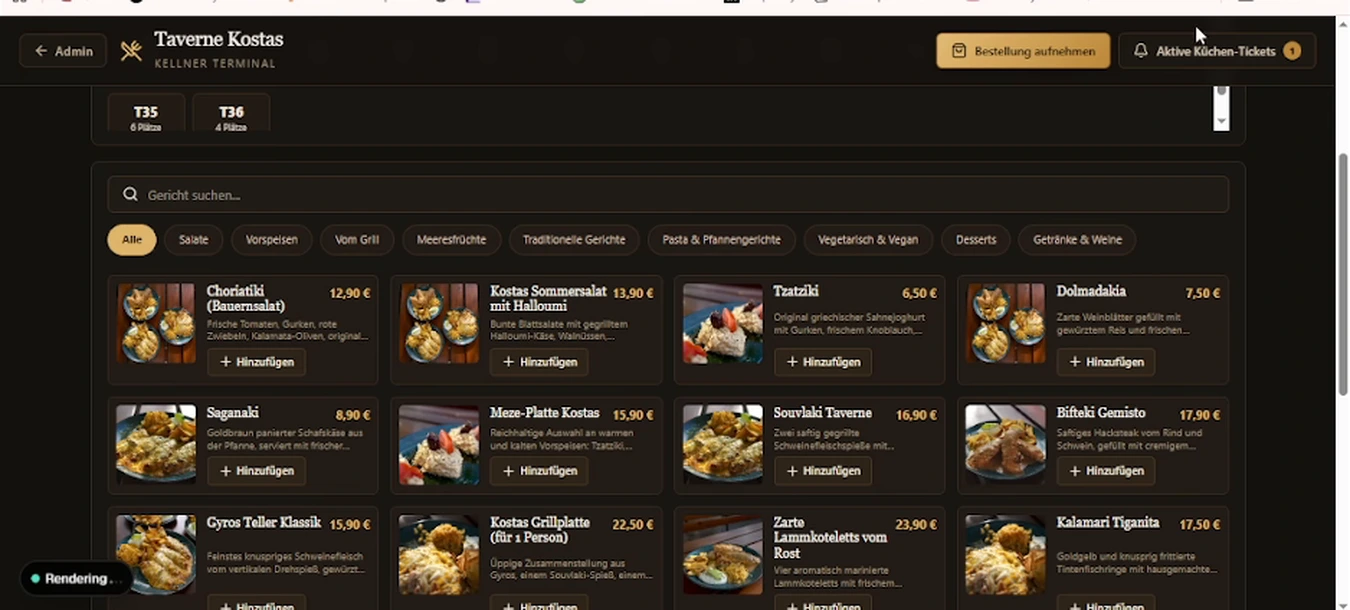 Admin
Taverne Kostas
KELLNER TERMINAL
Bestellung aufnehmen
Aktive Küchen-Tickets 1
T35
6 Plätze
T36
4 Plätze
Gericht suchen...
Alle
Salate
Vorspeisen
Vom Grill
Meeresfrüchte
Traditionelle Gerichte
Pasta & Pfannengerichte
Vegetarisch & Vegan
Desserts
Getränke & Weine
Choriatiki 12,90 €
(Bauernsalat)
Frische Tomaten, Gurken, rote
Zwiebeln, Kalamata-Oliven, original...
+ Hinzufügen
Kostas Sommersalat 13,90 €
mit Halloumi
Bunte Blattsalate mit gegrilltem
Halloumi-Käse, Walnüssen,...
+ Hinzufügen
Tzatziki 6,50 €
Original griechischer Sahnejoghurt
mit Gurken, frischem Knoblauch,...
+ Hinzufügen
Dolmadakia 7,50 €
Zarte Weinblätter gefüllt mit
gewürztem Reis und frischen...
+ Hinzufügen
Saganaki 8,90 €
Goldbraun panierter Schafskäse aus
der Pfanne, serviert mit frischer...
+ Hinzufügen
Meze-Platte Kostas 15,90 €
Reichhaltige Auswahl an warmen
und kalten Vorspeisen: Tzatziki,...
+ Hinzufügen
Souvlaki Taverne 16,90 €
Zwei saftig gegrillte
Schweinefleischspieße mit...
+ Hinzufügen
Bifteki Gemisto 17,90 €
Saftiges Hacksteak vom Rind und
Schwein, gefüllt mit cremigem...
+ Hinzufügen
Gyros Teller Klassik 15,90 €
Feinstes knuspriges Schweinefleisch
vom vertikalen Drehspieß, gewürzt...
+ Hinzufügen
Kostas Grillplatte 22,50 €
(für 1 Person)
Üppige Zusammenstellung aus
Gyros, einem Souvlaki-Spieß, einem...
+ Hinzufügen
Zarte 23,90 €
Lammkoteletts vom
Rost
Vier aromatisch marinierte
Lammkoteletts mit frischem...
+ Hinzufügen
Kalamari Tiganita 17,50 €
Goldgelb und knusprig frittierte
Tintenfischringe mit hausgemachte...
+ Hinzufügen
Rendering...